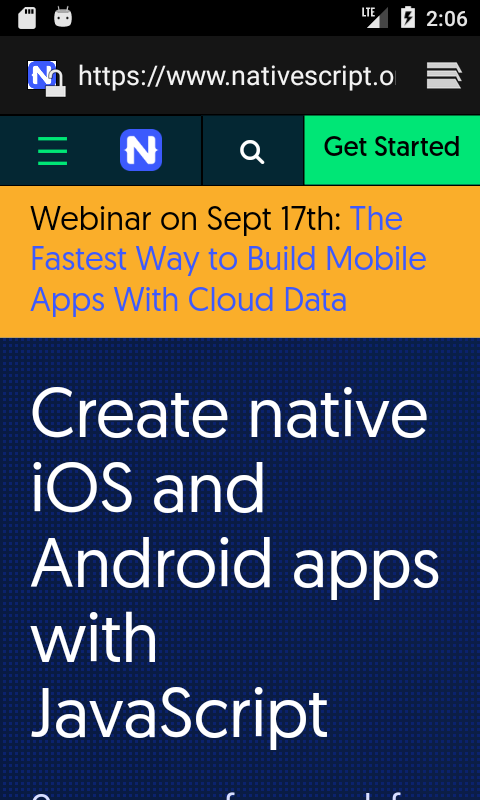 LTE 2:06
https://www.nativescript.o
N Get Started
Webinar on Sept 17th: The
Fastest Way to Build Mobile
Apps With Cloud Data
Create native
iOS and
Android apps
with
JavaScript